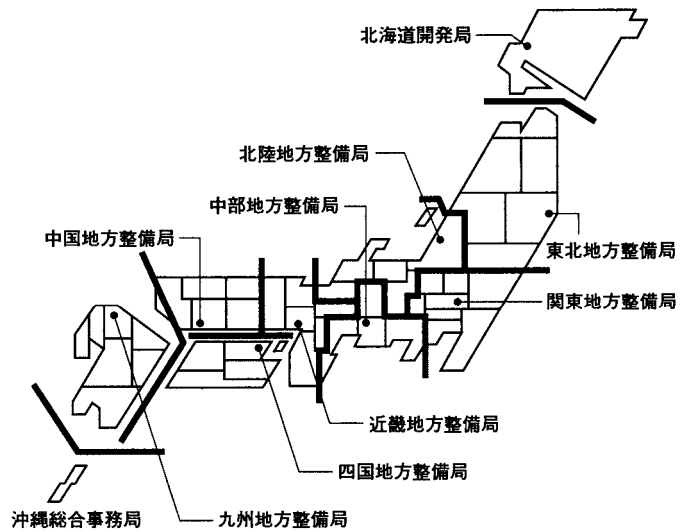 北海道開発局
北陸地方整備局
中部地方整備局
中国地方整備局
東北地方整備局
関東地方整備局
近畿地方整備局
四国地方整備局
沖縄総合事務局
九州地方整備局